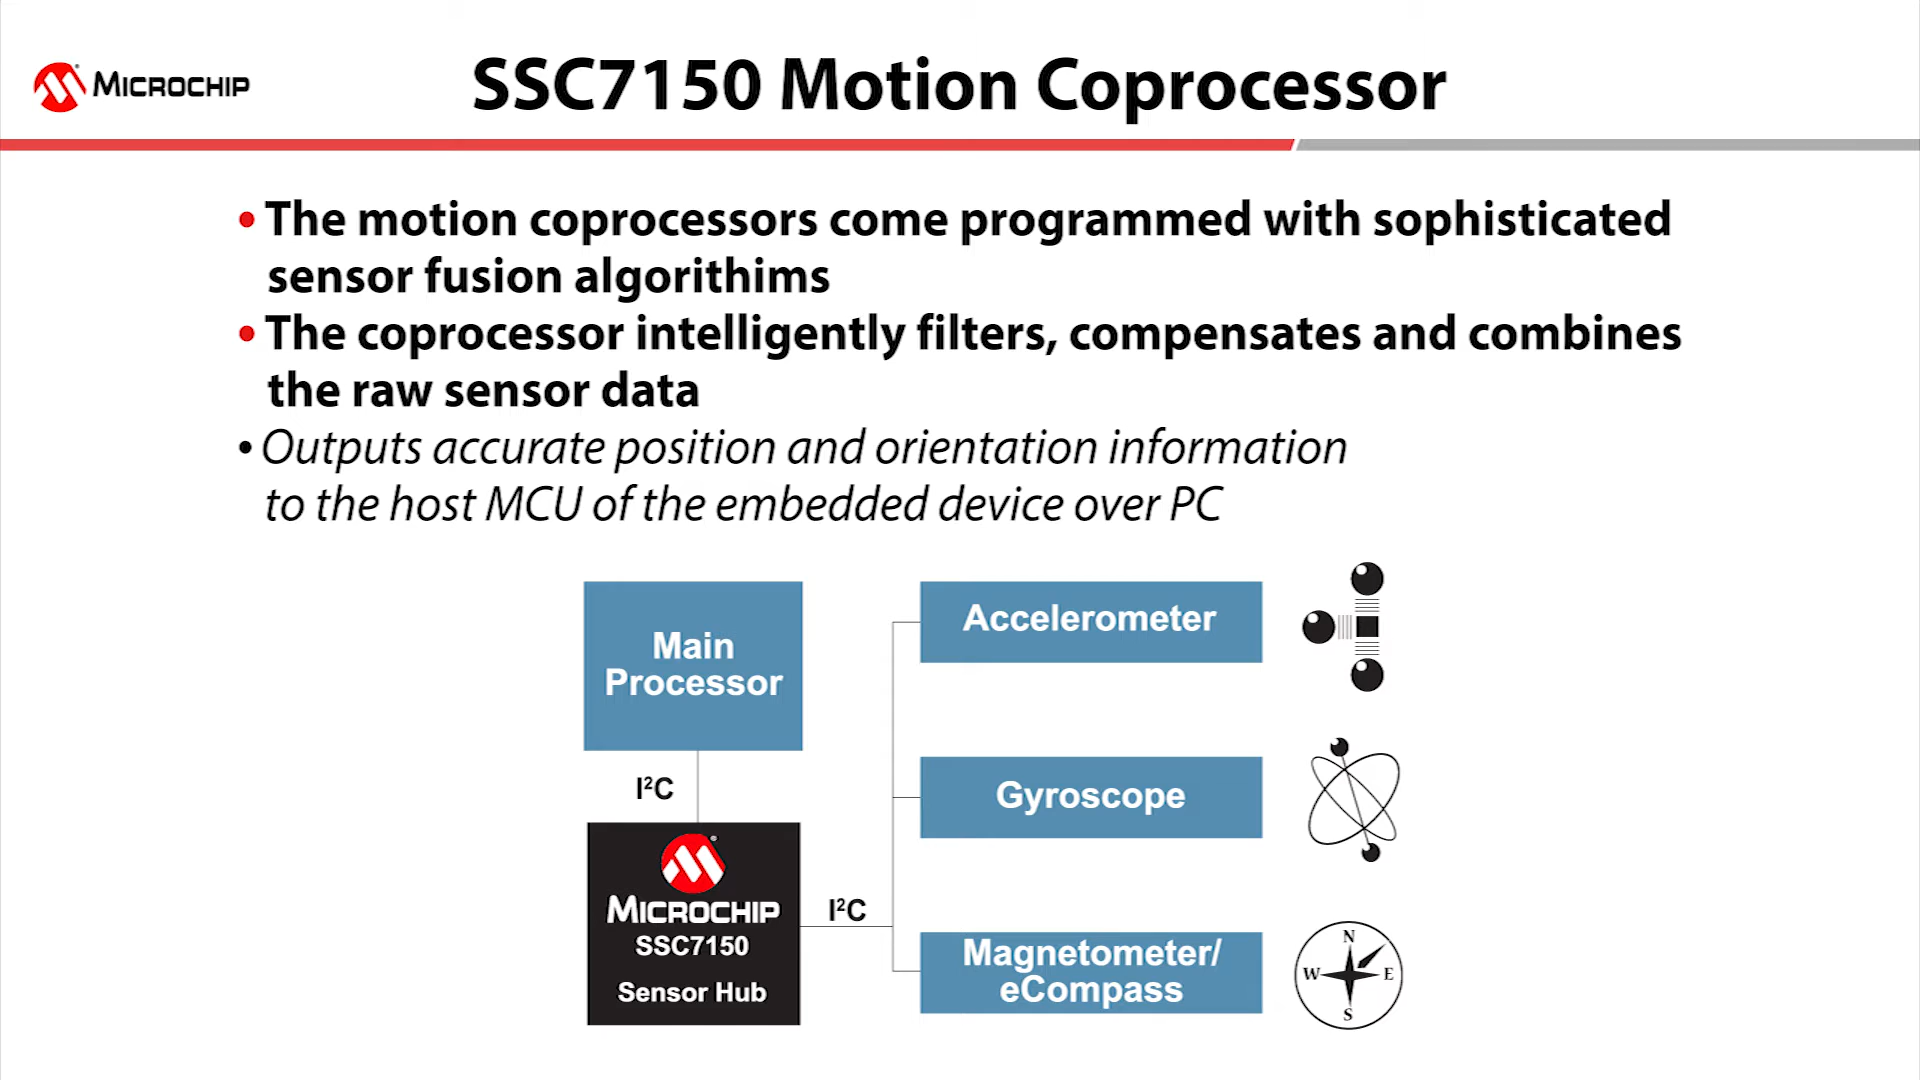 MICROCHIP
SSC7150 Motion Coprocessor
• The motion coprocessors come programmed with sophisticated
sensor fusion algorithims
• The coprocessor intelligently filters, compensates and combines
the raw sensor data
• Outputs accurate position and orientation information
to the host MCU of the embedded device over PC
Main
Processor
I²C
MICROCHIP
SSC7150
Sensor Hub
I²C
Accelerometer
Gyroscope
Magnetometer/
eCompass
N
W E
S